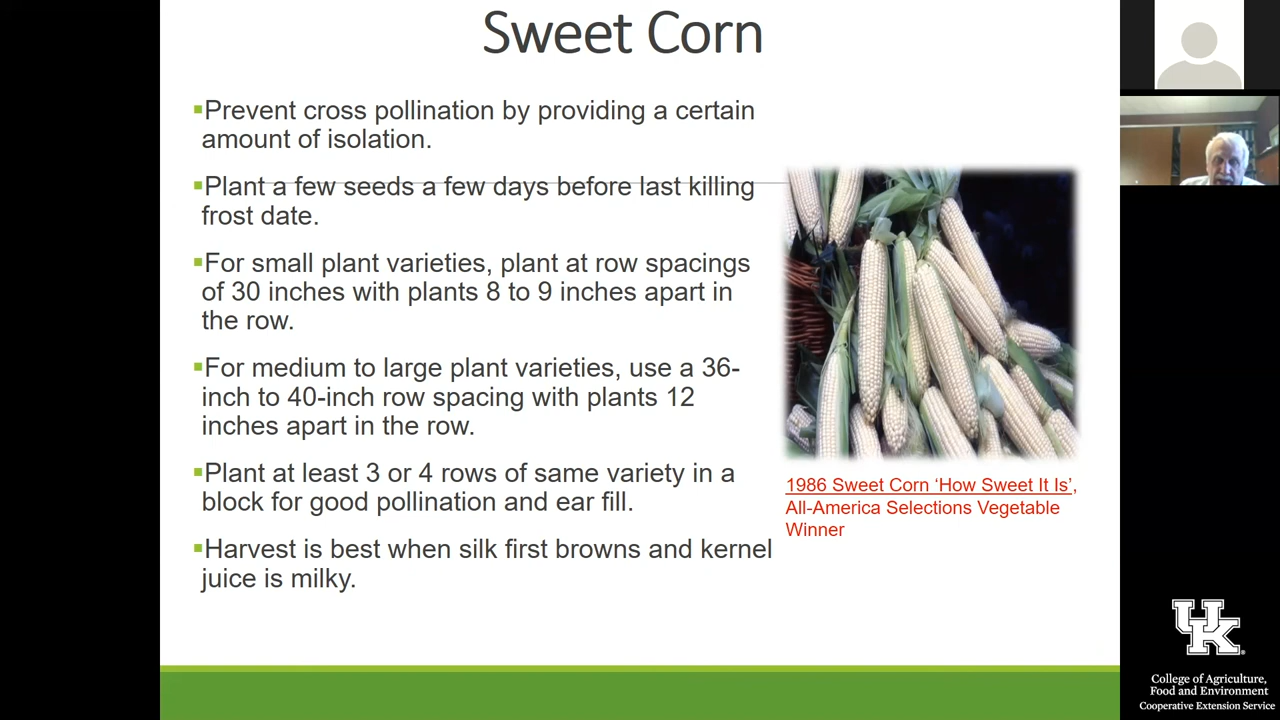 Sweet Corn
▪Prevent cross pollination by providing a certain
amount of isolation.
▪Plant a few seeds a few days before last killing
frost date.
▪For small plant varieties, plant at row spacings
of 30 inches with plants 8 to 9 inches apart in
the row.
▪For medium to large plant varieties, use a 36-
inch to 40-inch row spacing with plants 12
inches apart in the row.
▪Plant at least 3 or 4 rows of same variety in a
block for good pollination and ear fill.
▪Harvest is best when silk first browns and kernel
juice is milky.
1986 Sweet Corn ‘How Sweet It Is’,
All-America Selections Vegetable
Winner
UK
College of Agriculture,
Food and Environment
Cooperative Extension Service